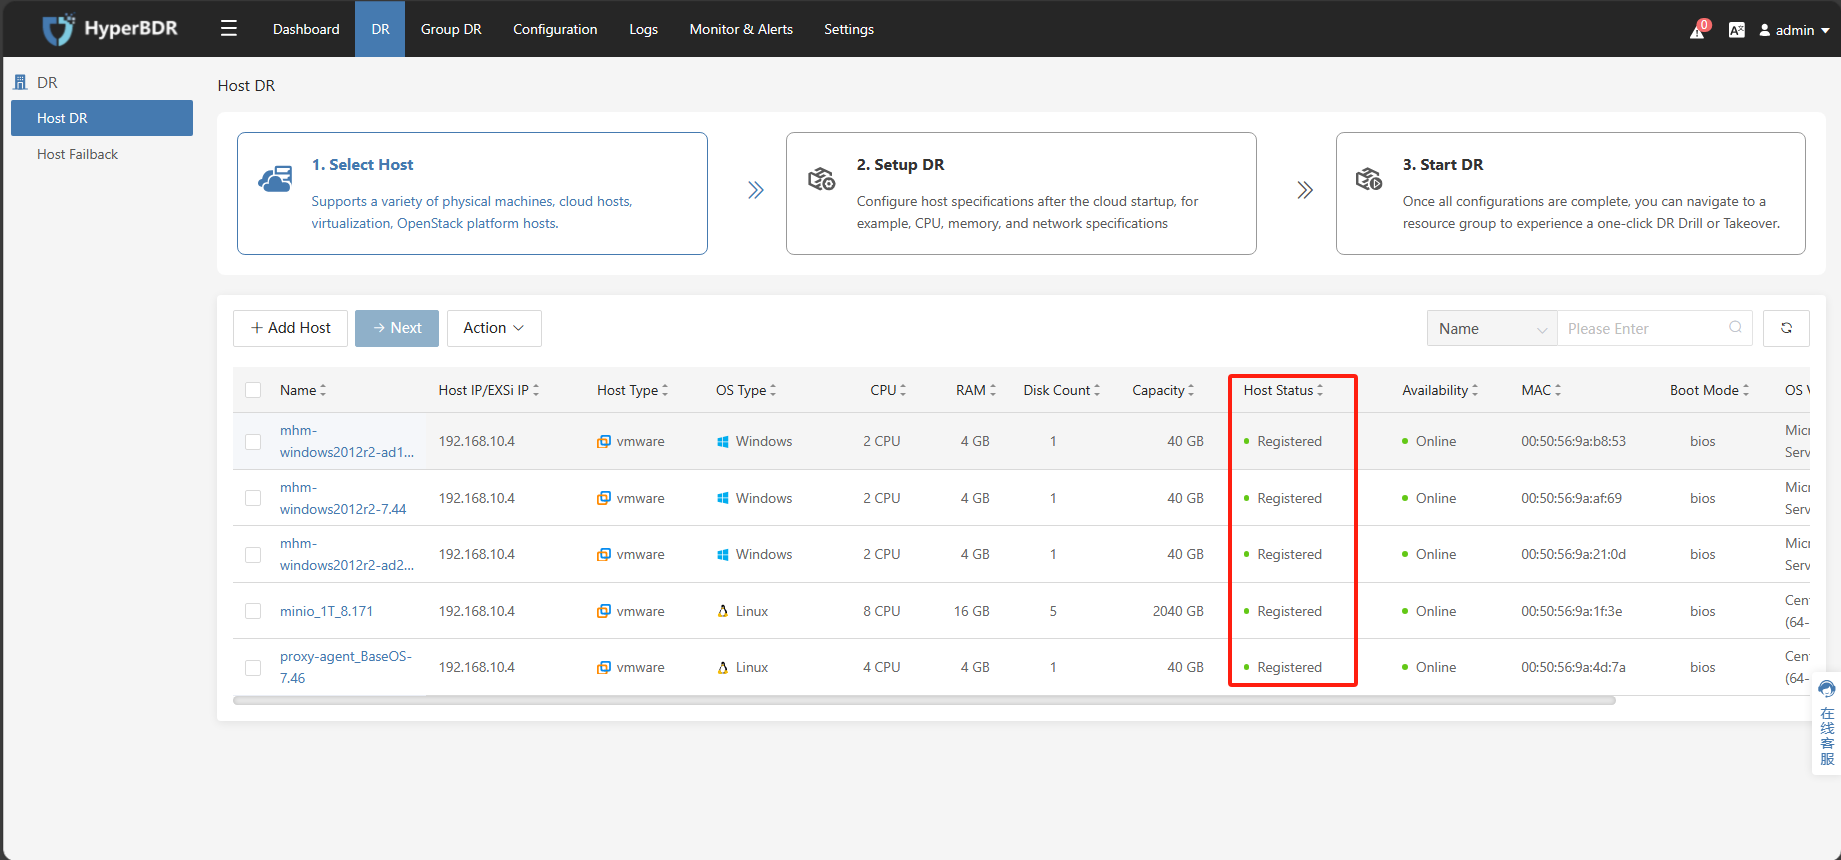 HyperBDR
Dashboard
DR
Group DR
Configuration
Logs
Monitor & Alerts
Settings
0
admin
DR
Host DR
Host Failback
Host DR
1. Select Host
Supports a variety of physical machines, cloud hosts,
virtualization, OpenStack platform hosts.
2. Setup DR
Configure host specifications after the cloud startup, for
example, CPU, memory, and network specifications
3. Start DR
Once all configurations are complete, you can navigate to a
resource group to experience a one-click DR Drill or Takeover.
+ Add Host
→ Next
Action
Name
Please Enter
Name Host IP/EXSi IP Host Type OS Type CPU RAM Disk Count Capacity Host Status Availability MAC Boot Mode OS
mhm-
windows2012r2-ad1... 192.168.10.4 vmware Windows 2 CPU 4 GB 1 40 GB Registered Online 00:50:56:9a:b8:53 bios
Serv
mhm-
windows2012r2-7.44 192.168.10.4 vmware Windows 2 CPU 4 GB 1 40 GB Registered Online 00:50:56:9a:af:69 bios
Serv
mhm-
windows2012r2-ad2... 192.168.10.4 vmware Windows 2 CPU 4 GB 1 40 GB Registered Online 00:50:56:9a:21:0d bios
Serv
minio_1T_8.171 192.168.10.4 vmware Linux 8 CPU 16 GB 5 2040 GB Registered Online 00:50:56:9a:1f:3e bios Cen
(64-
proxy-agent_BaseOS-
7.46 192.168.10.4 vmware Linux 4 CPU 4 GB 1 40 GB Registered Online 00:50:56:9a:4d:7a bios Cen
(64-
在线客服